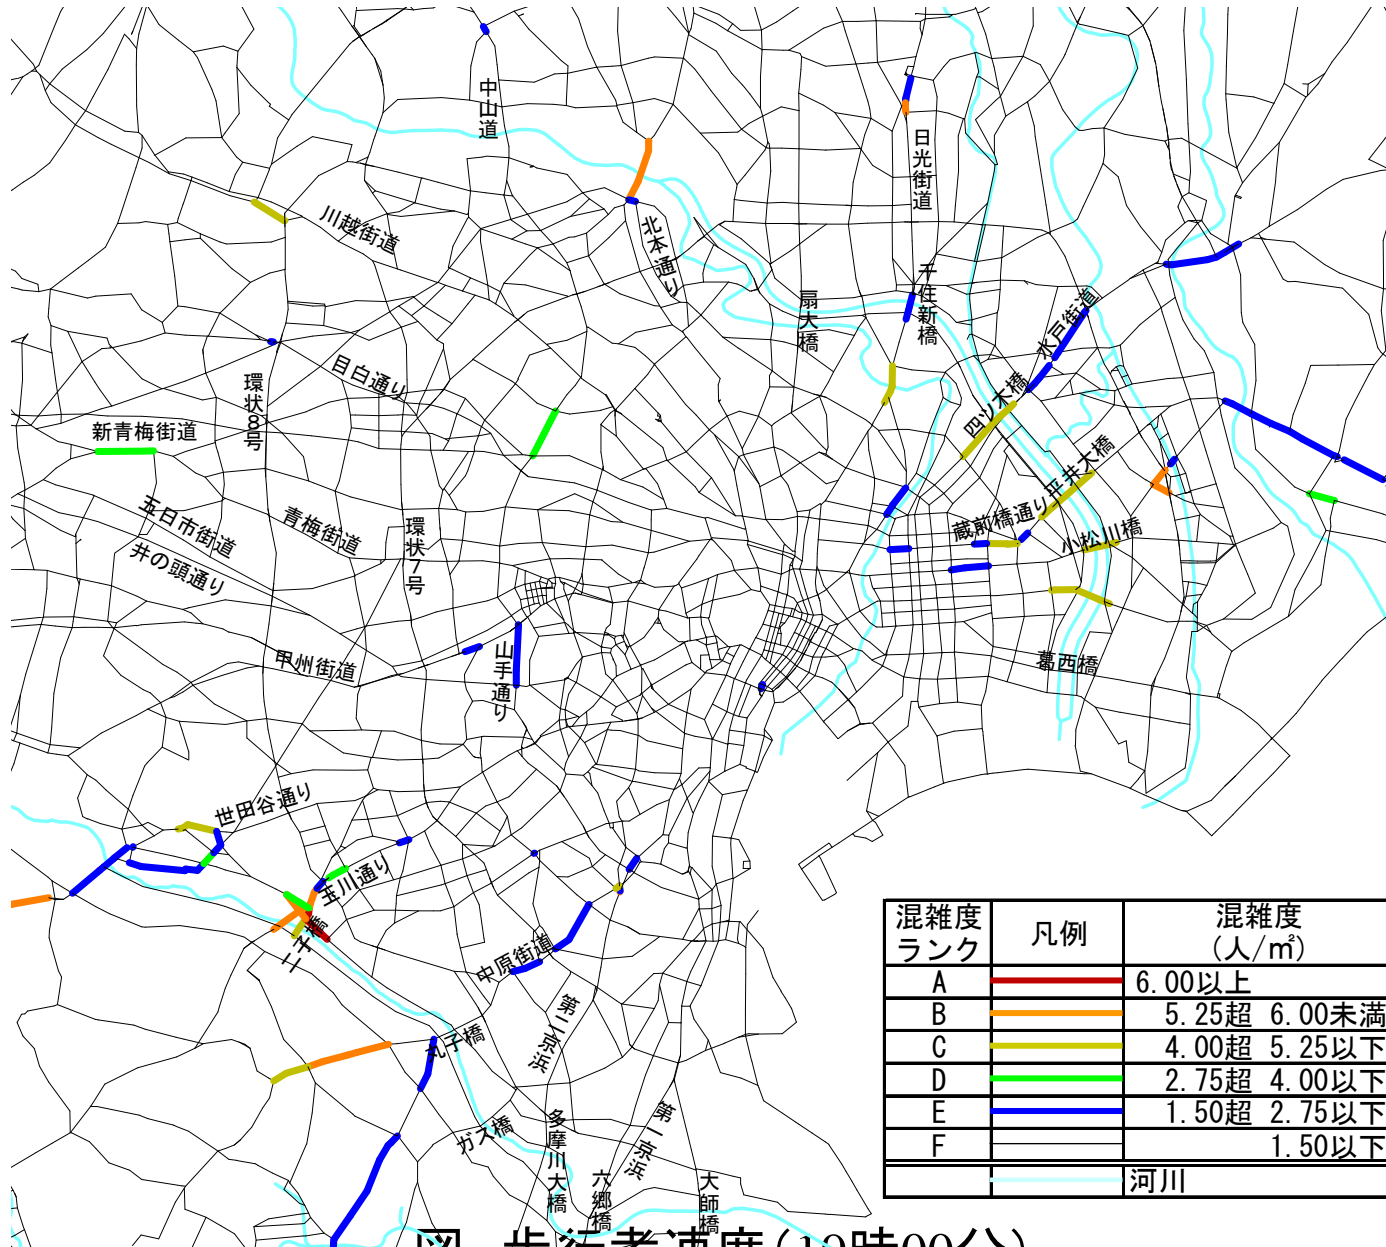 中山道
日光街道
川越街道
北本通り
千住新橋
扇大橋
水戸街道
目白通り
環状8号
四ツ木橋
新青梅街道
平井大橋
五日市街道
青梅街道
環状7号
蔵前橋通り
小松川橋
井の頭通り
甲州街道
山手通り
葛西橋
世田谷通り
玉川通り
二子橋
中原街道
第二京浜
丸子橋
ガス橋
多摩川大橋
第一京浜
六郷橋
大師橋
混雑度ランク 凡例 混雑度(人/㎡)
A 6.00以上
B 5.25超 6.00未満
C 4.00超 5.25以下
D 2.75超 4.00以下
E 1.50超 2.75以下
F 1.50以下
河川